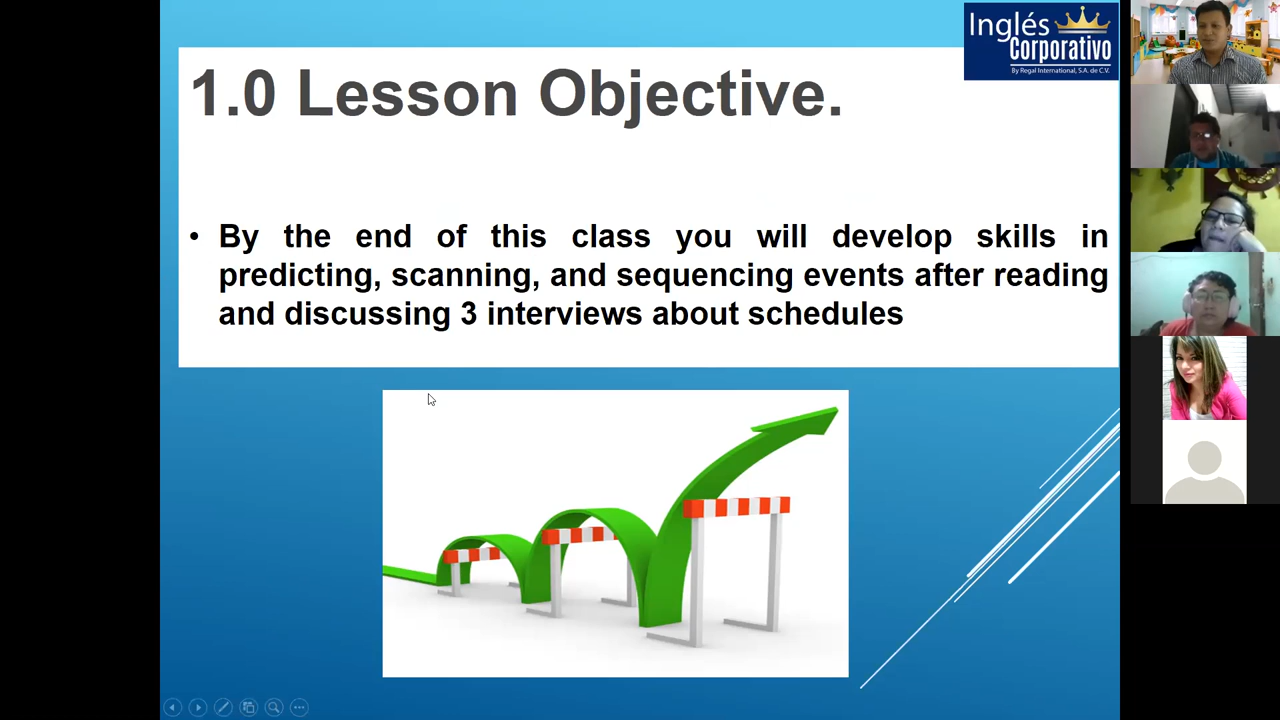 Inglés
Corporativo
By Regal International, S.A. de C.V.
1.0 Lesson Objective.
• By the end of this class you will develop skills in
predicting, scanning, and sequencing events after reading
and discussing 3 interviews about schedules